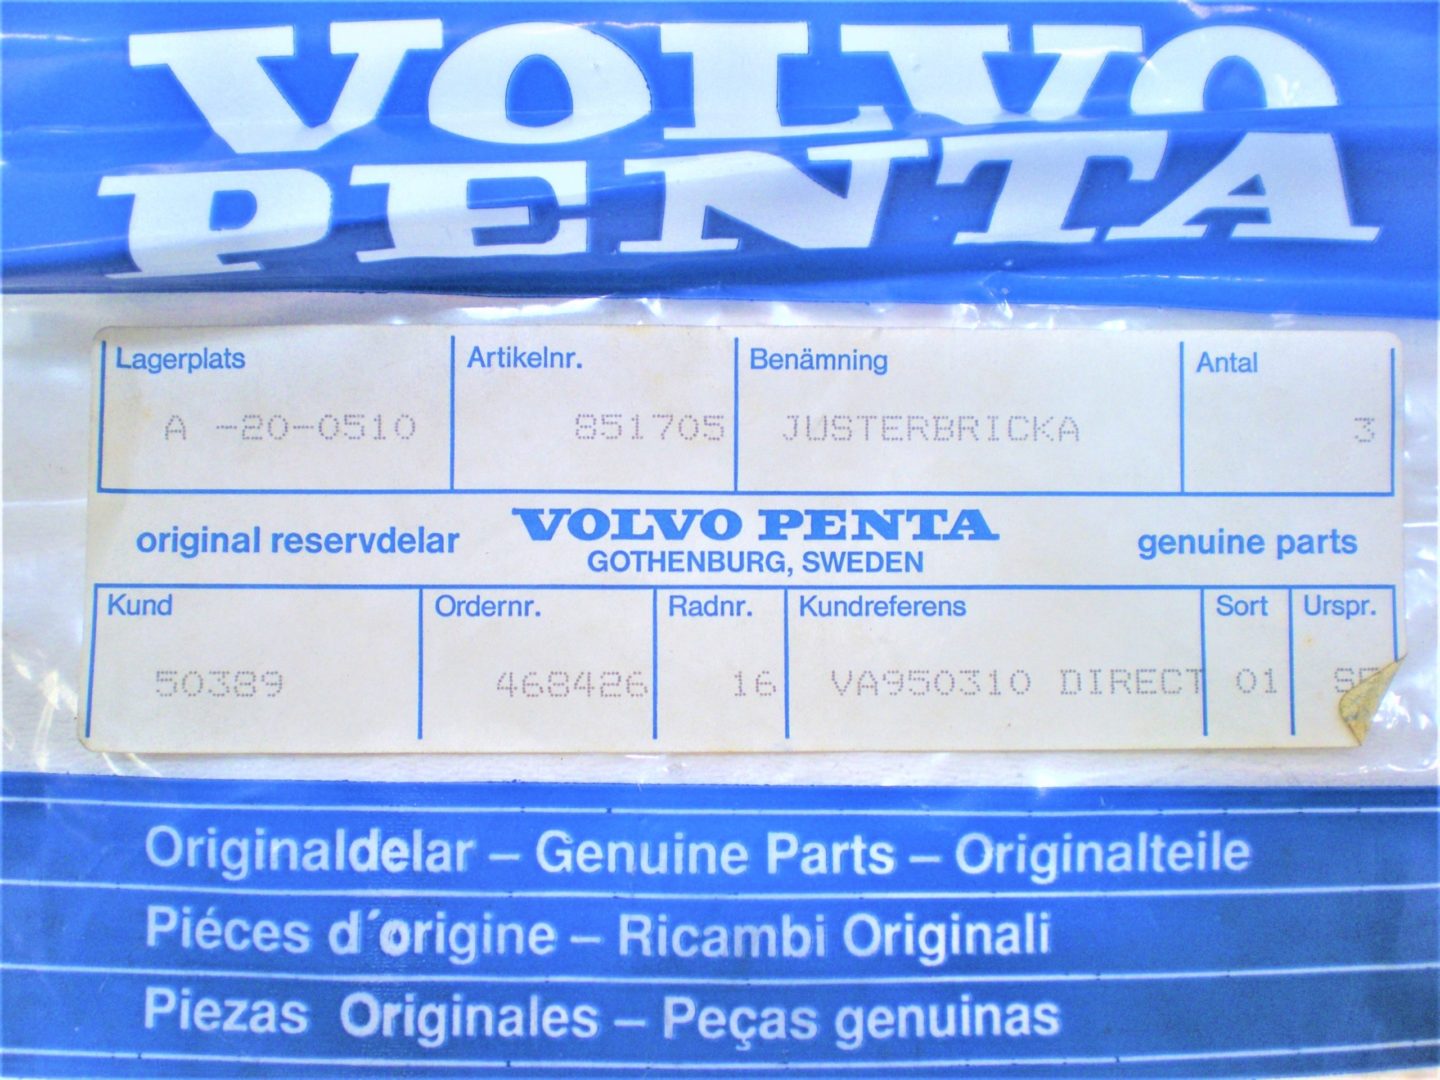 VOLVO
PENTA
Lagerplats Artikelnr. Benämning Antal
A -20-0510 851705 JUSTERBRICKA 3
original reservdelar VOLVO PENTA genuine parts
GOTHENBURG, SWEDEN
Kund Ordernr. Radnr. Kundreferens Sort Urspr.
50389 468426 16 VA950310 DIRECT 01
Originaldelar – Genuine Parts – Originalteile
Piéces d´origine – Ricambi Originali
Piezas Originales – Peças genuinas